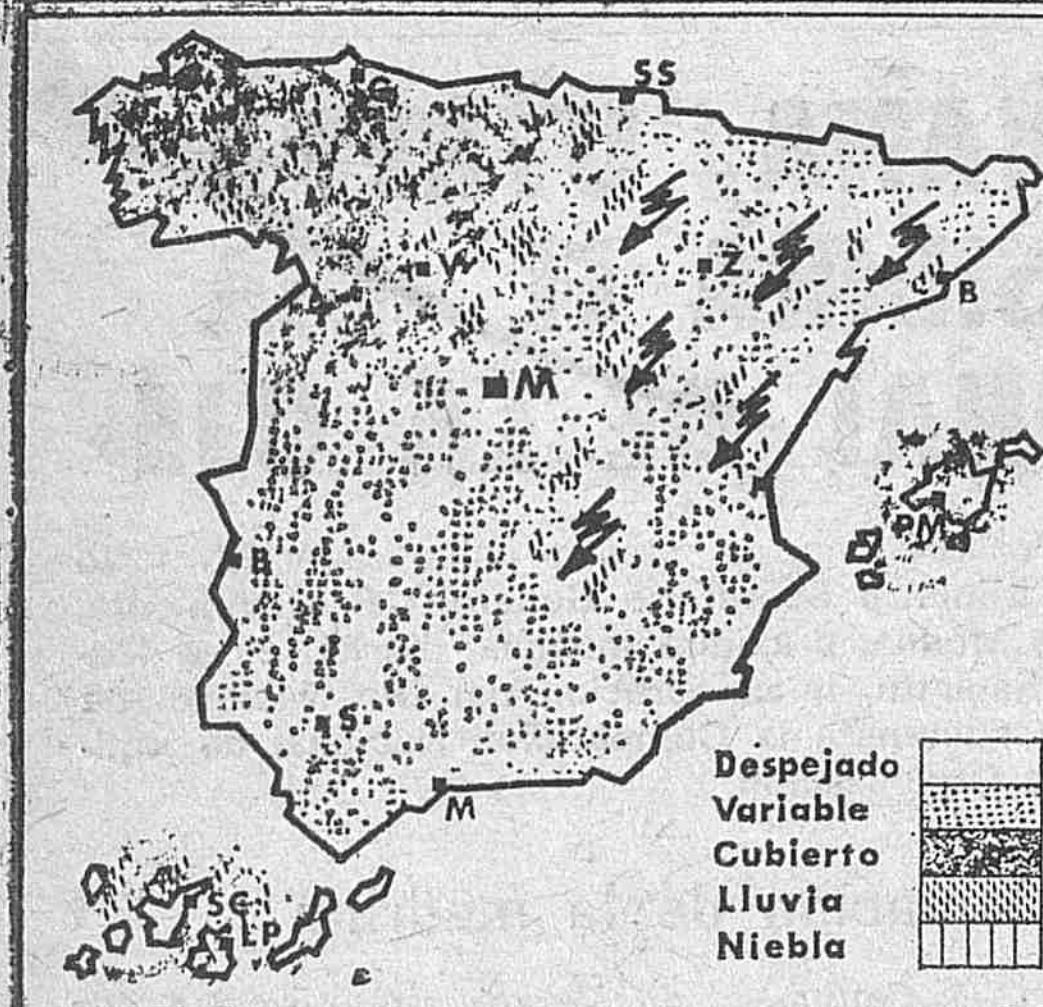 SS
G
V
Z
B
M
PM
B
S
M
SC
LP
Despejado
Variable
Cubierto
Lluvia
Niebla